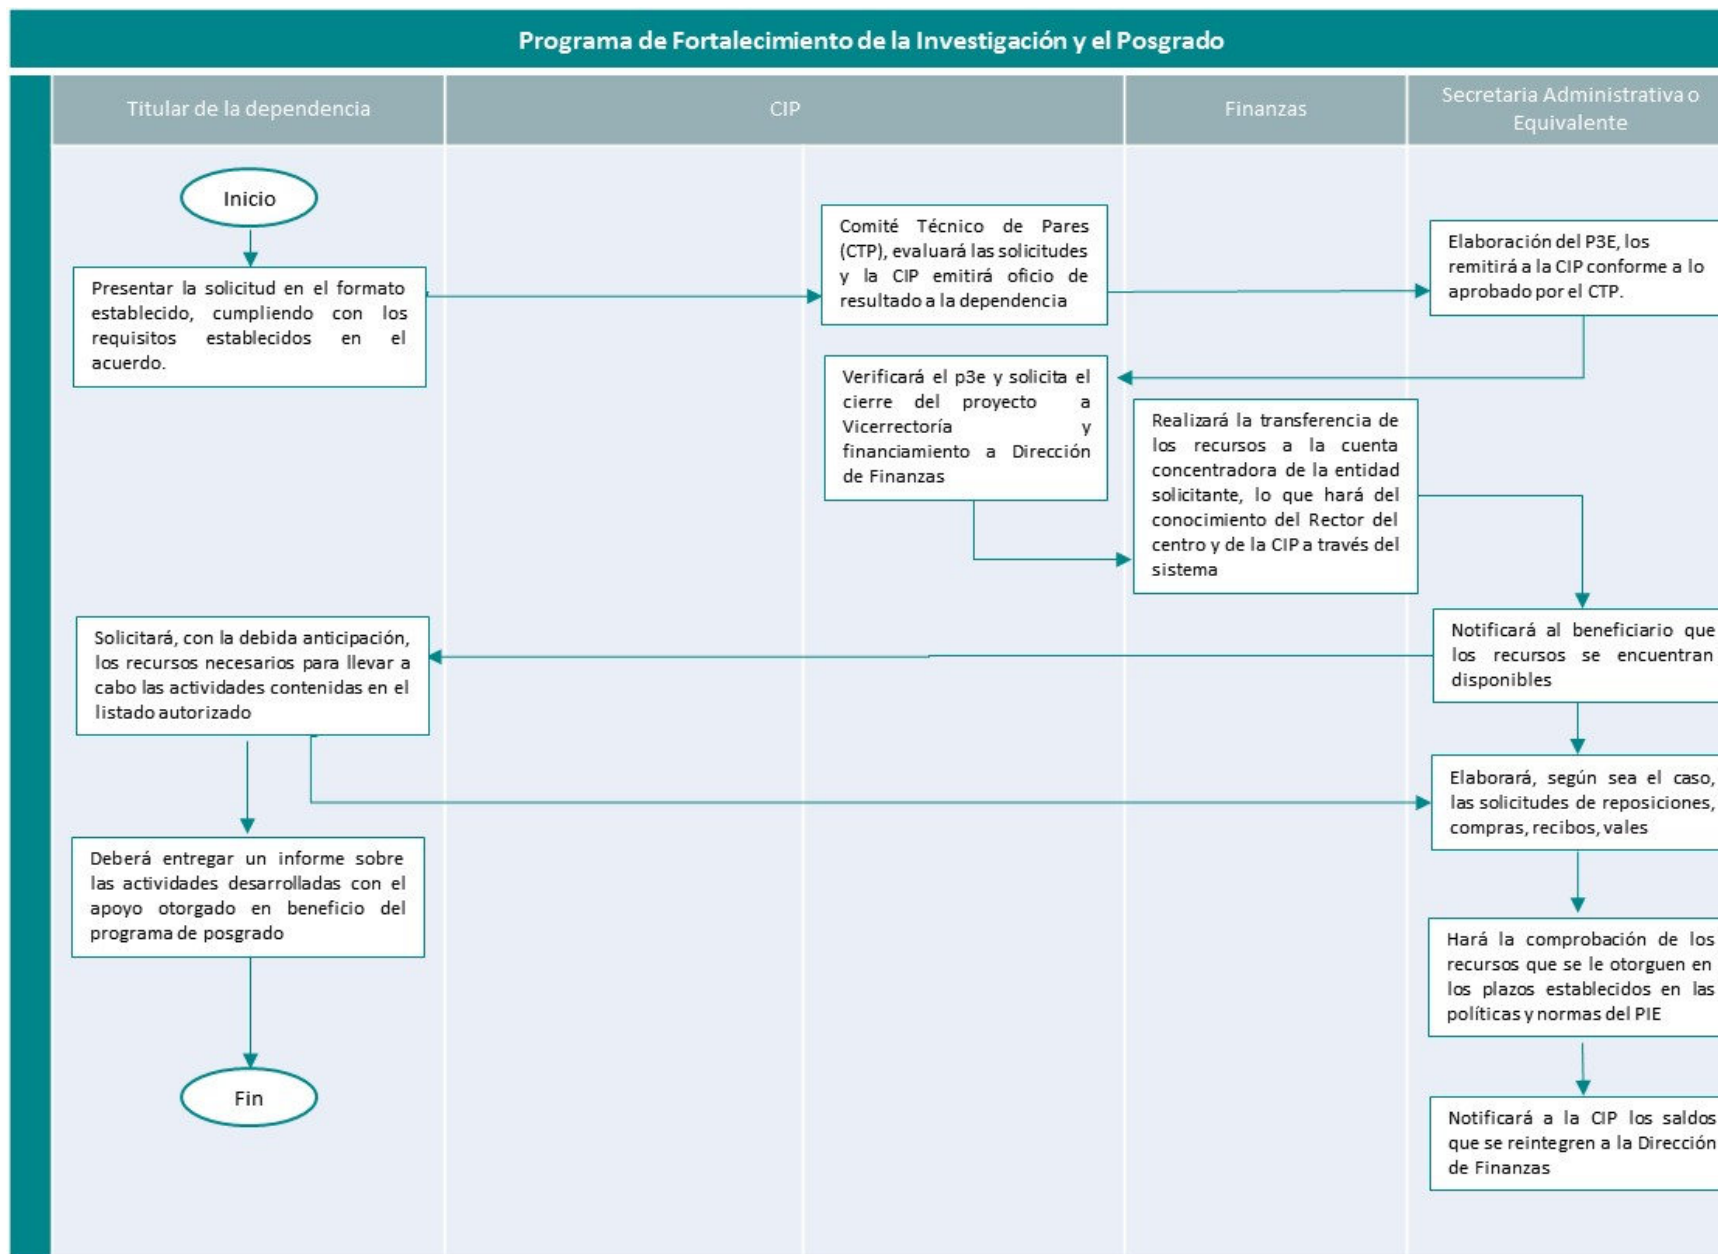 Programa de Fortalecimiento de la Investigación y el Posgrado
Titular de la dependencia
CIP
Finanzas
Secretaria Administrativa o
Equivalente
Inicio
Presentar la solicitud en el formato
establecido, cumpliendo con los
requisitos establecidos en el
acuerdo.
Comité Técnico de Pares
(CTP), evaluará las solicitudes
y la CIP emitirá oficio de
resultado a la dependencia
Elaboración del P3E, los
remitirá a la CIP conforme a lo
aprobado por el CTP.
Verificará el p3e y solicita el
cierre del proyecto a
Vicerrectoría y
financiamiento a Dirección
de Finanzas
Realizará la transferencia de
los recursos a la cuenta
concentradora de la entidad
solicitante, lo que hará del
conocimiento del Rector del
centro y de la CIP a través del
sistema
Notificará al beneficiario que
los recursos se encuentran
disponibles
Solicitará, con la debida anticipación,
los recursos necesarios para llevar a
cabo las actividades contenidas en el
listado autorizado
Elaborará, según sea el caso,
las solicitudes de reposiciones,
compras, recibos, vales
Deberá entregar un informe sobre
las actividades desarrolladas con el
apoyo otorgado en beneficio del
programa de posgrado
Hará la comprobación de los
recursos que se le otorguen en
los plazos establecidos en las
políticas y normas del PIE
Fin
Notificará a la CIP los saldos
que se reintegren a la Dirección
de Finanzas